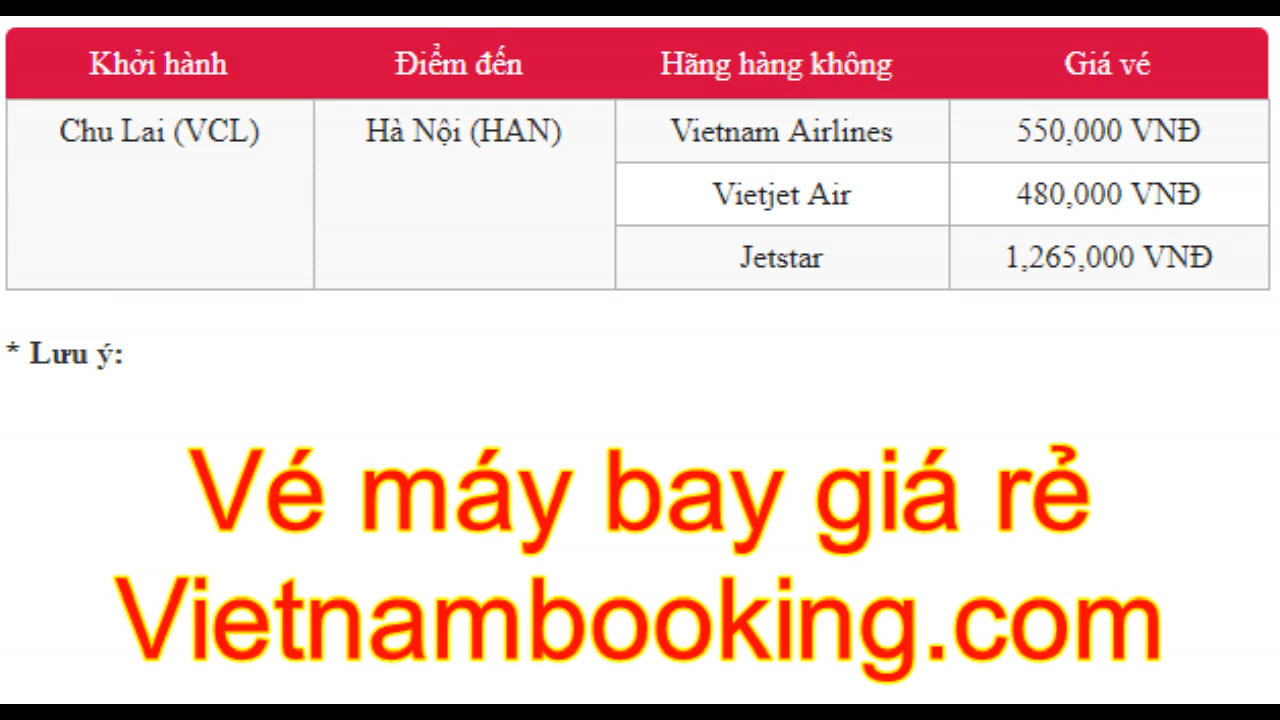 Khởi hành Điểm đến Hãng hàng không Giá vé
Chu Lai (VCL) Hà Nội (HAN) Vietnam Airlines 550,000 VNĐ
Vietjet Air 480,000 VNĐ
Jetstar 1,265,000 VNĐ
* Lưu ý:
Vé máy bay giá rẻ
Vietnambooking.com